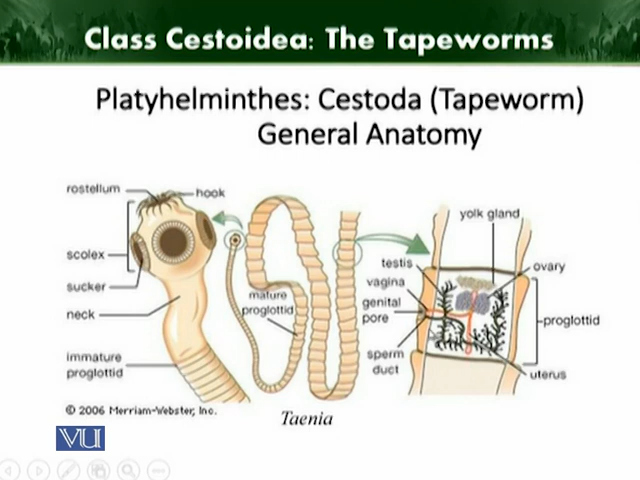 Class Cestoidea: The Tapeworms
Platyhelminthes: Cestoda (Tapeworm)
General Anatomy
rostellum
hook
scolex
sucker
neck
immature
proglottid
mature
proglottid
yolk gland
testis
ovary
vagina
genital
pore
proglottid
sperm
duct
uterus
© 2006 Merriam-Webster, Inc.
Taenia
VU